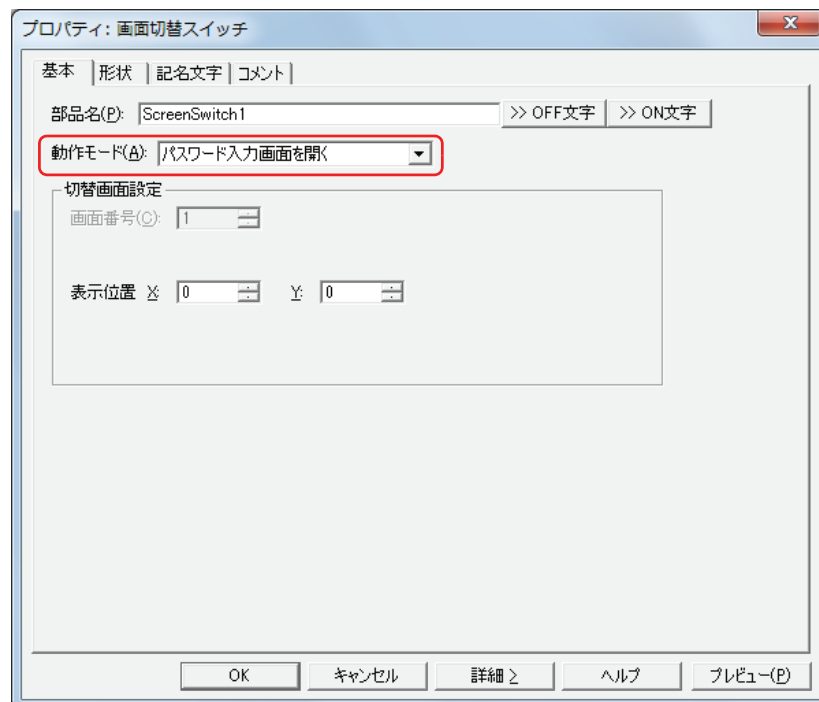 プロパティ: 画面切替スイッチ
基本 形状 記名文字 コメント
部品名(P): ScreenSwitch1 >> OFF文字 >> ON文字
動作モード(A): パスワード入力画面を開く
切替画面設定
画面番号(C): 1
表示位置 X: 0 Y: 0
OK キャンセル 詳細 ≥ ヘルプ プレビュー(P)